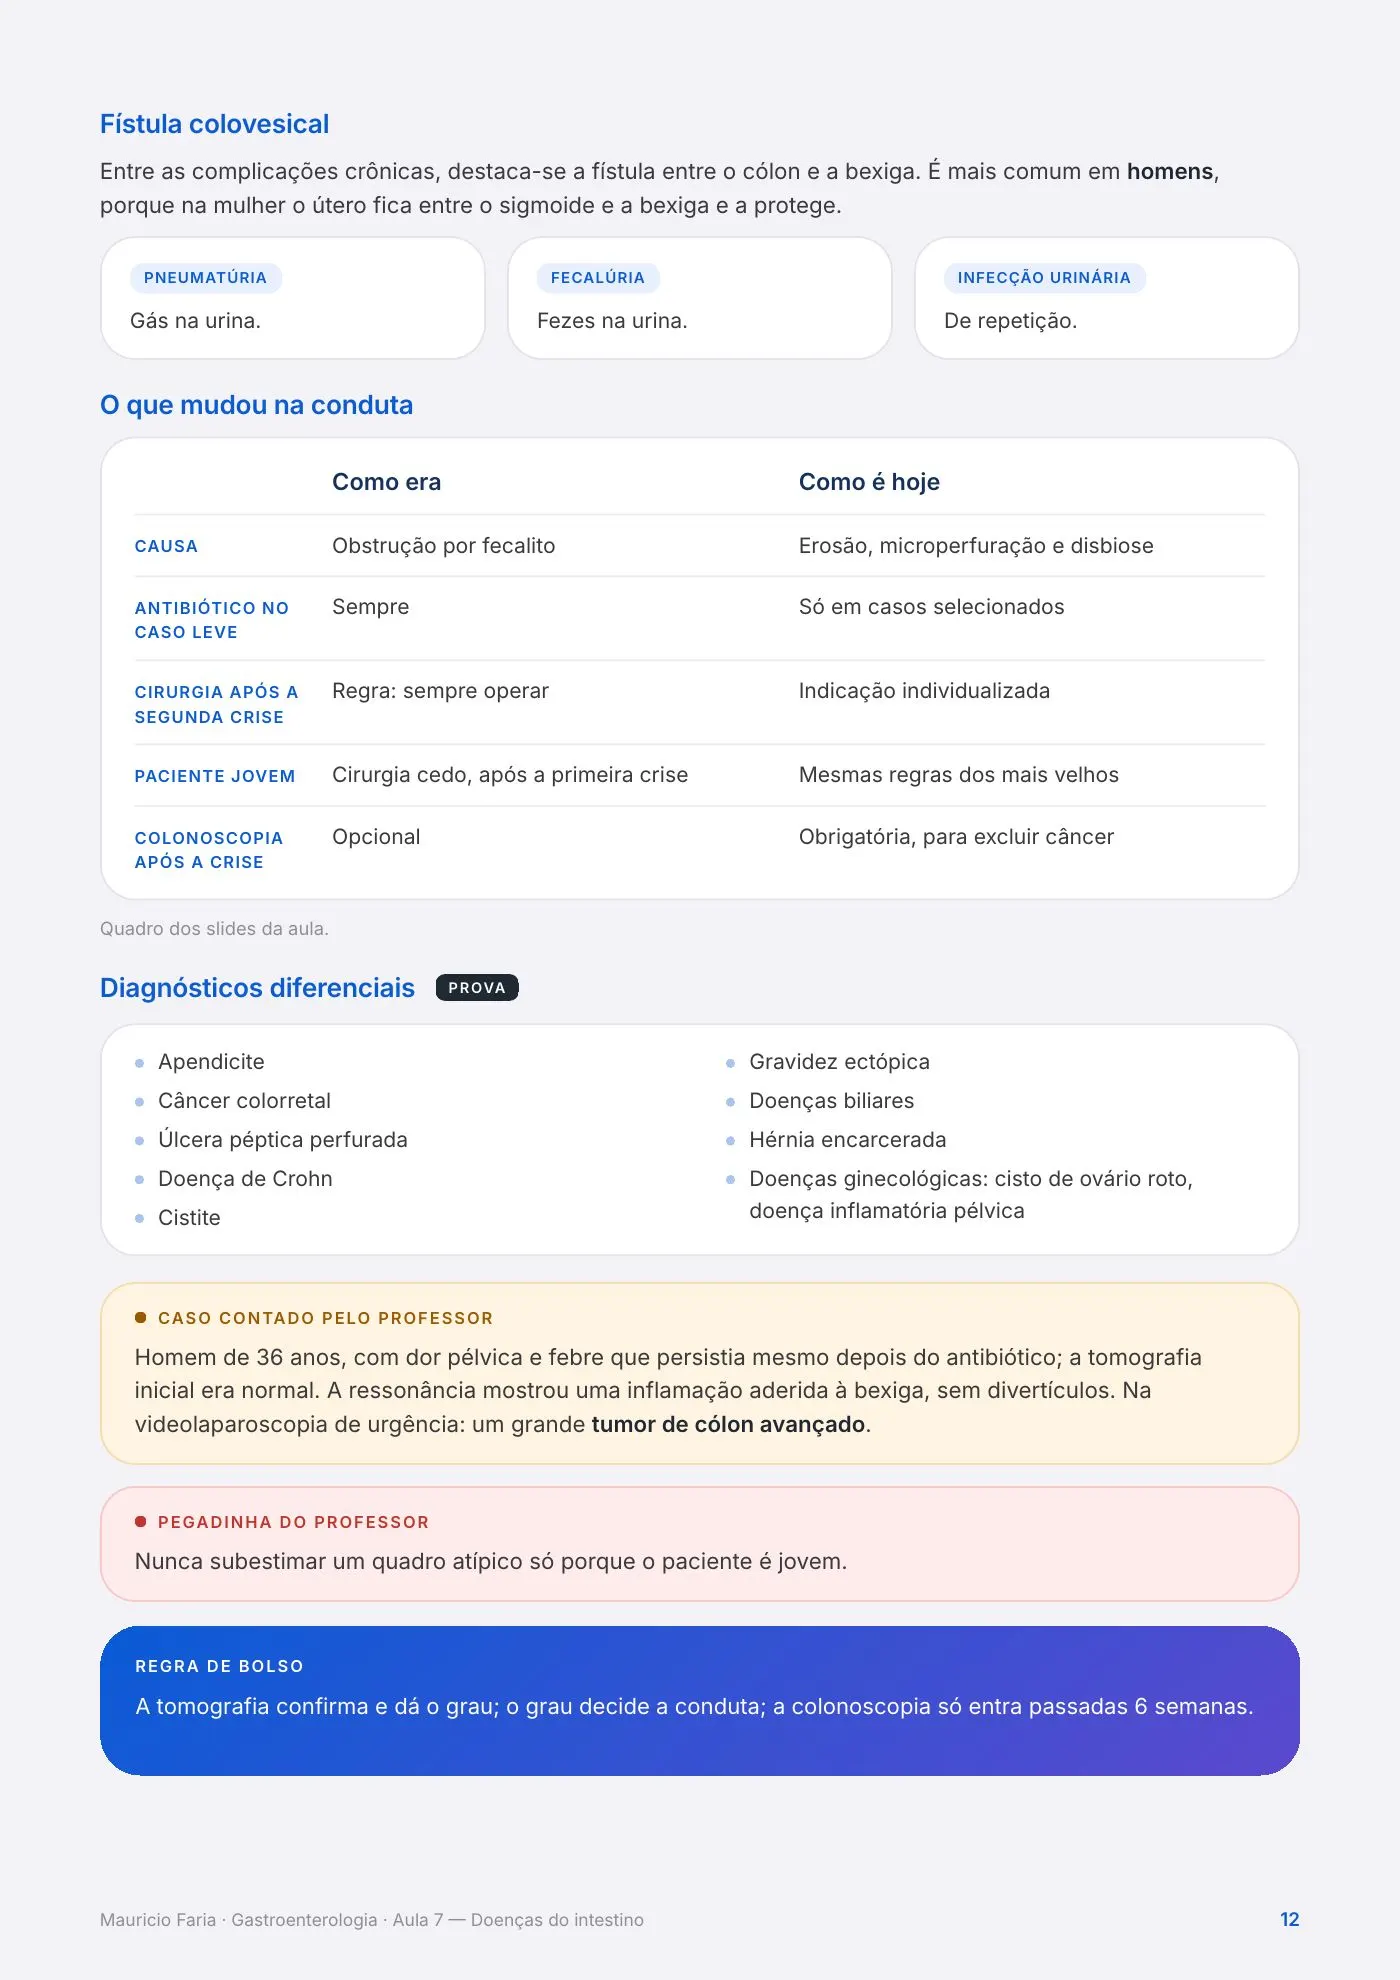 Fístula colovesical
Entre as complicações crônicas, destaca-se a fístula entre o cólon e a bexiga. É mais comum em homens,
porque na mulher o útero fica entre o sigmoide e a bexiga e a protege.
PNEUMATÚRIA
Gás na urina.
FECALÚRIA
Fezes na urina.
INFECÇÃO URINÁRIA
De repetição.
O que mudou na conduta
Como era Como é hoje
CAUSA Obstrução por fecalito Erosão, microperfuração e disbiose
ANTIBIÓTICO NO Sempre Só em casos selecionados
CASO LEVE
CIRURGIA APÓS A Regra: sempre operar Indicação individualizada
SEGUNDA CRISE
PACIENTE JOVEM Cirurgia cedo, após a primeira crise Mesmas regras dos mais velhos
COLONOSCOPIA Opcional Obrigatória, para excluir câncer
APÓS A CRISE
Quadro dos slides da aula.
Diagnósticos diferenciais PROVA
Apendicite
Câncer colorretal
Úlcera péptica perfurada
Doença de Crohn
Cistite
Gravidez ectópica
Doenças biliares
Hérnia encarcerada
Doenças ginecológicas: cisto de ovário roto,
doença inflamatória pélvica
CASO CONTADO PELO PROFESSOR
Homem de 36 anos, com dor pélvica e febre que persistia mesmo depois do antibiótico; a tomografia
inicial era normal. A ressonância mostrou uma inflamação aderida à bexiga, sem divertículos. Na
videolaparoscopia de urgência: um grande tumor de cólon avançado.
PEGADINHA DO PROFESSOR
Nunca subestimar um quadro atípico só porque o paciente é jovem.
REGRA DE BOLSO
A tomografia confirma e dá o grau; o grau decide a conduta; a colonoscopia só entra passadas 6 semanas.
Mauricio Faria · Gastroenterologia · Aula 7 — Doenças do intestino 12